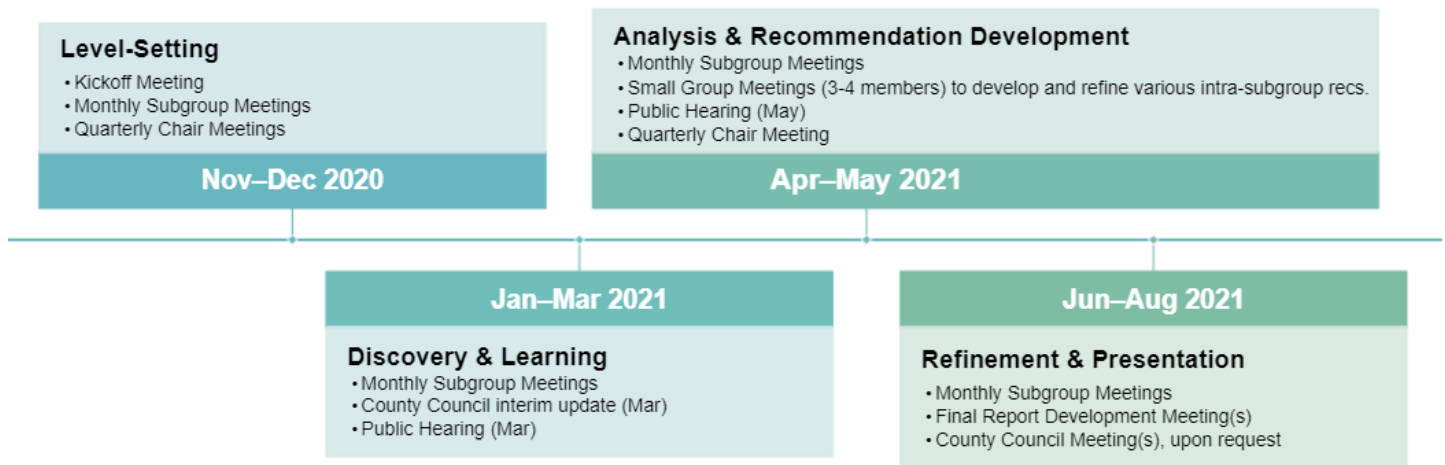 Level-Setting
• Kickoff Meeting
• Monthly Subgroup Meetings
• Quarterly Chair Meetings
Nov–Dec 2020
Jan–Mar 2021
Discovery & Learning
• Monthly Subgroup Meetings
• County Council interim update (Mar)
• Public Hearing (Mar)
Analysis & Recommendation Development
• Monthly Subgroup Meetings
• Small Group Meetings (3-4 members) to develop and refine various intra-subgroup recs.
• Public Hearing (May)
• Quarterly Chair Meeting
Apr–May 2021
Jun–Aug 2021
Refinement & Presentation
• Monthly Subgroup Meetings
• Final Report Development Meeting(s)
• County Council Meeting(s), upon request